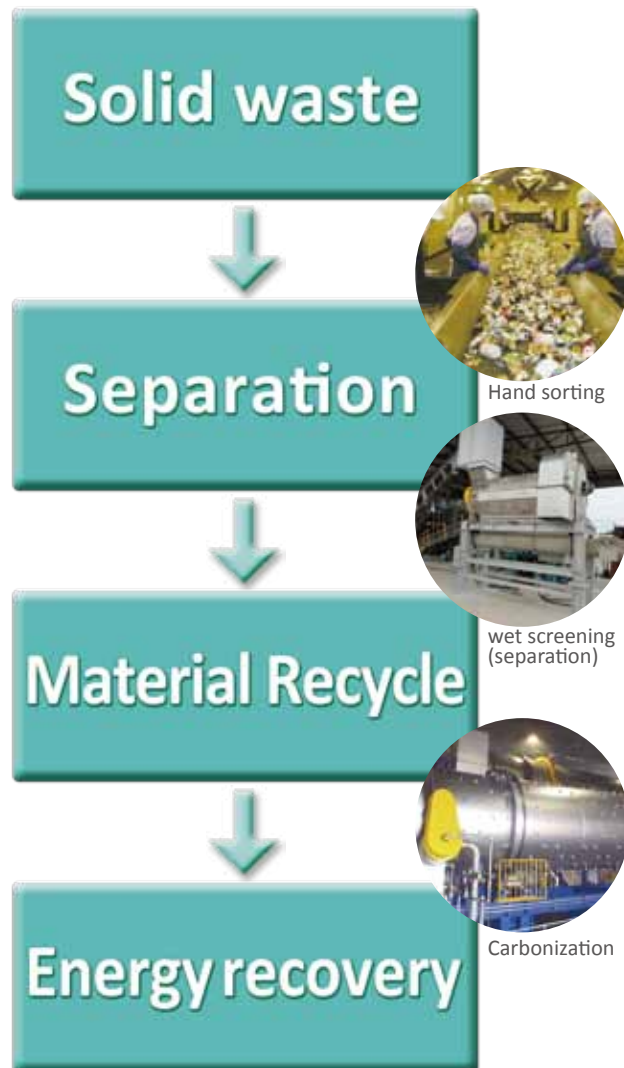 Solid waste
Separation
Hand sorting
wet screening
(separation)
Material Recycle
Carbonization
Energy recovery